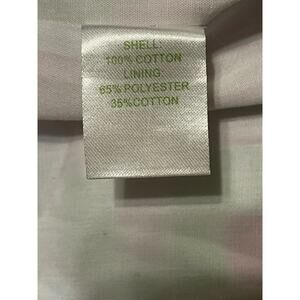 SHELL:
100% COTTON
LINING:
65% POLYESTER
35%COTTON